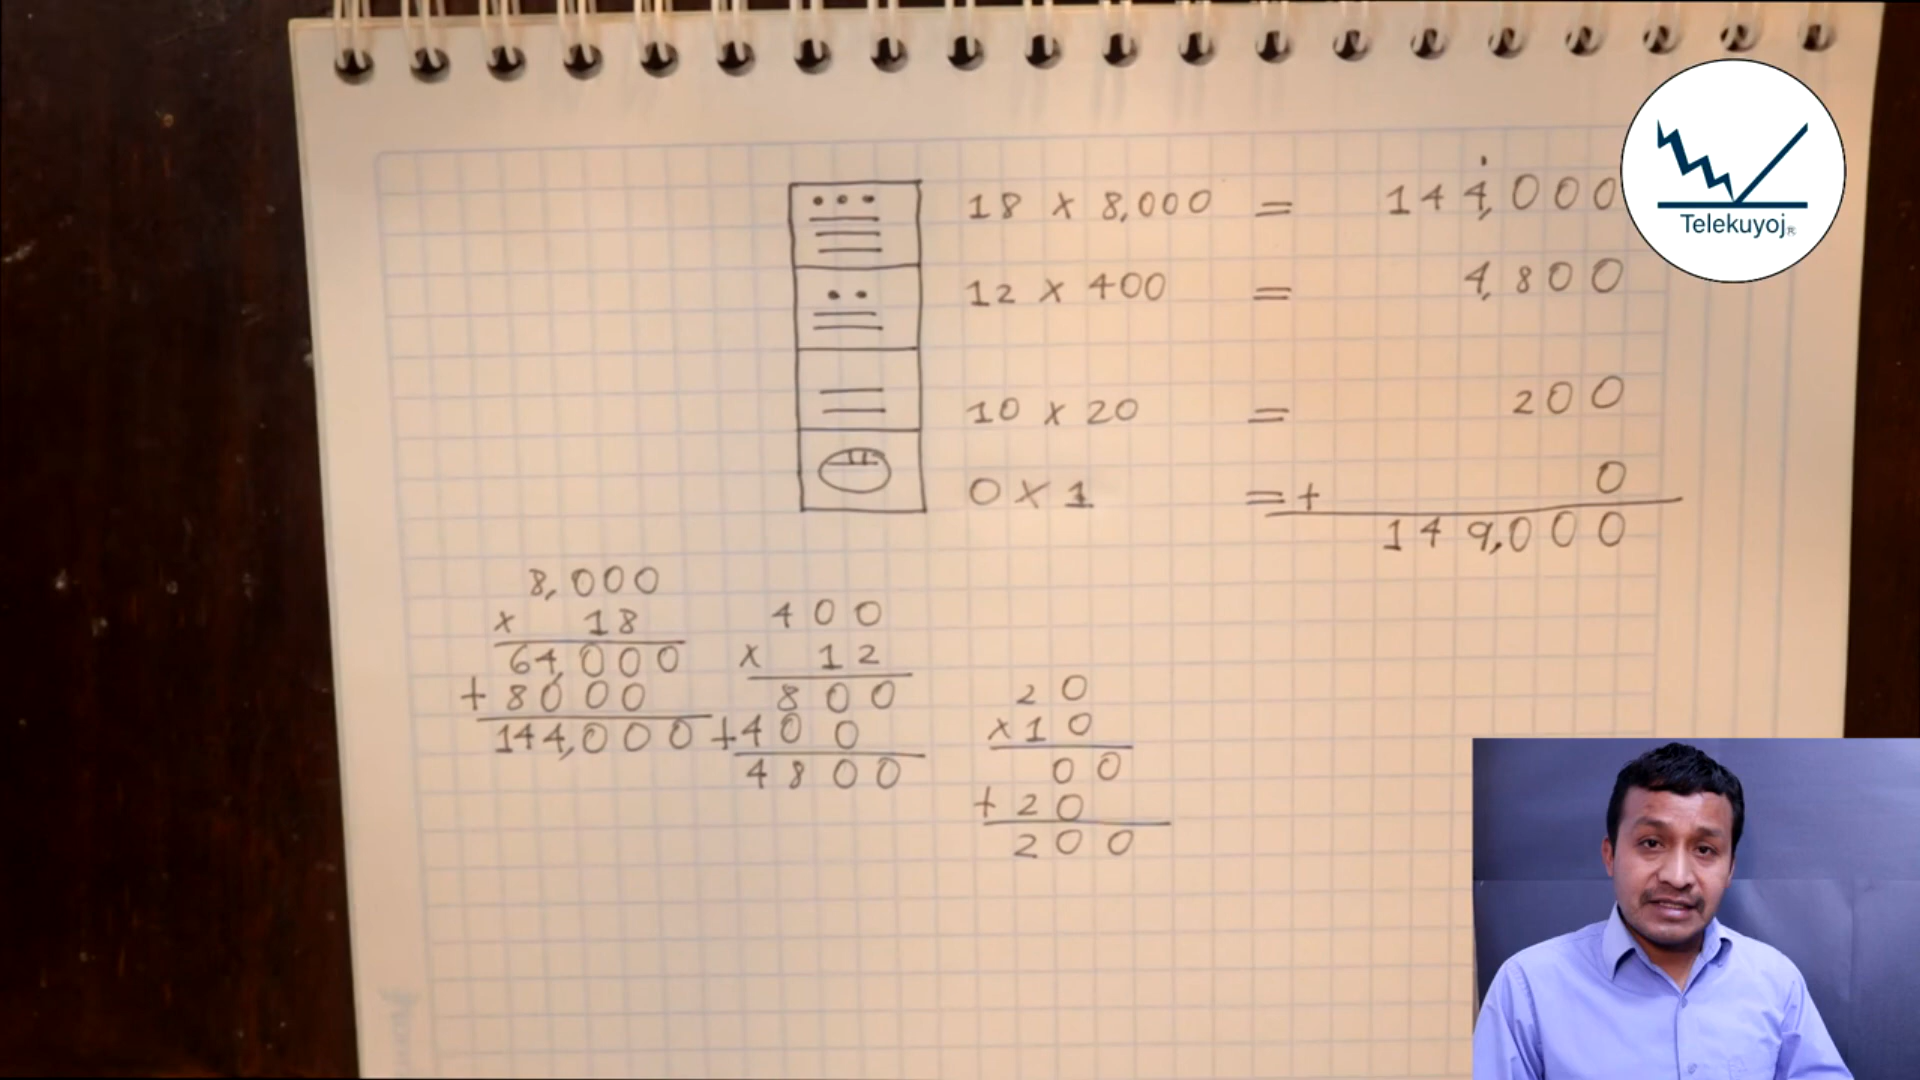 18 x 8,000 = 144,000
12 x 400 = 4,800
10 x 20 = 200
0 x 1 = + 0
149,000
8,000
x 18
64,000
+ 8000
144,000
400
x 12
800
+400
4800
20
x10
00
+ 20
200
Telekuyoj®